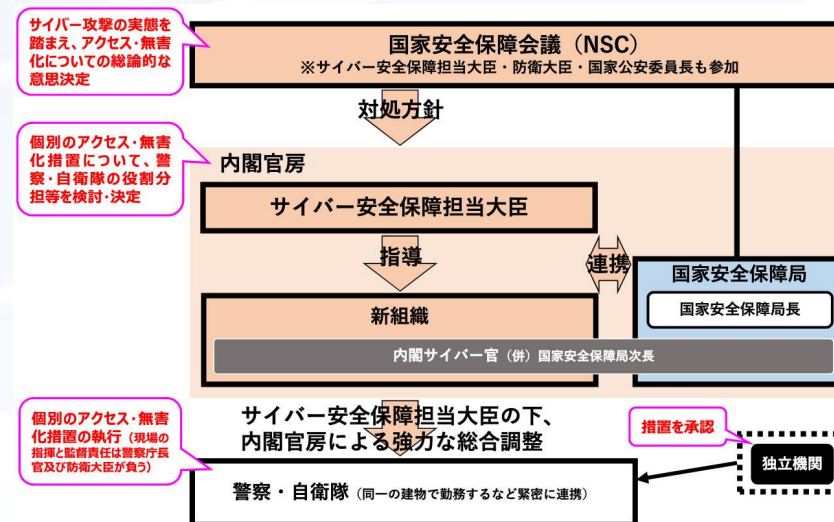 サイバー攻撃の実態を
踏まえ、アクセス・無害
化についての総論的な
意思決定
国家安全保障会議(NSC)
※サイバー安全保障担当大臣・防衛大臣・国家公安委員長も参加
対処方針
個別のアクセス・無害
化措置について、警
察・自衛隊の役割分
担等を検討・決定
内閣官房
サイバー安全保障担当大臣
指導
連携
国家安全保障局
国家安全保障局長
新組織
内閣サイバー官(併)国家安全保障局次長
個別のアクセス・無害
化措置の執行(現場の
指揮と監督責任は警察庁長
官及び防衛大臣が負う)
サイバー安全保障担当大臣の下、
内閣官房による強力な総合調整
措置を承認
独立機関
警察・自衛隊(同一の建物で勤務するなど緊密に連携)